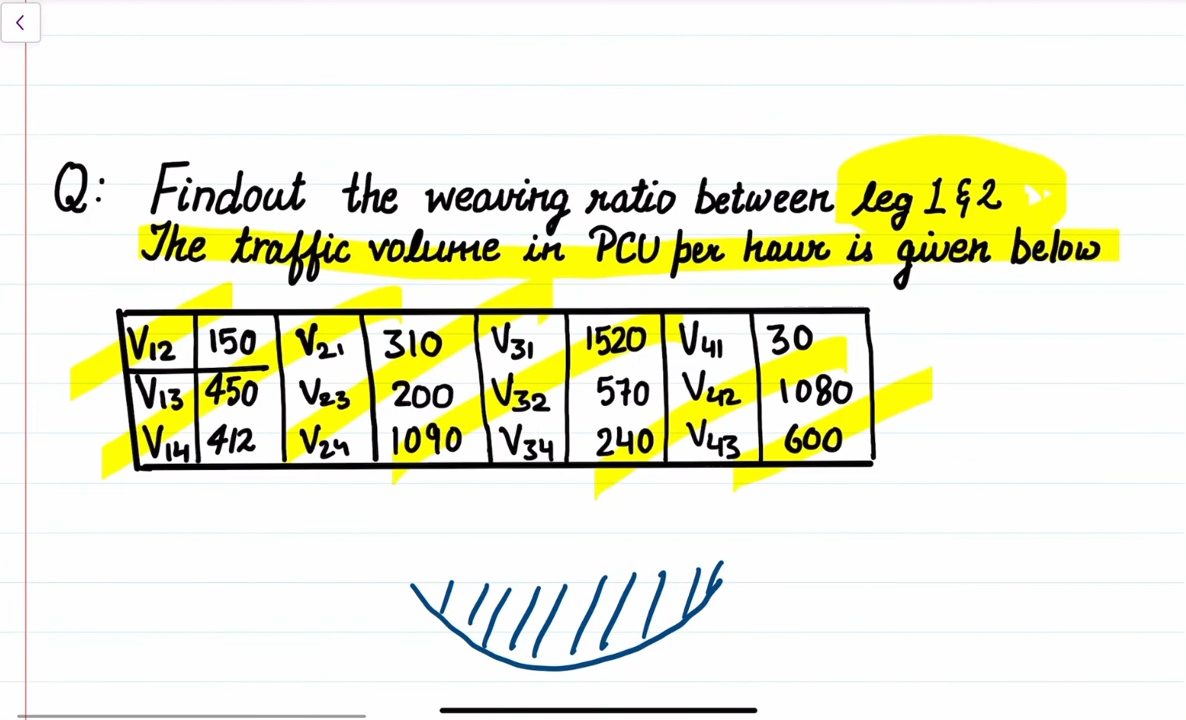 Q: Findout the weaving ratio between leg 1 & 2
The traffic volume in PCU per hour is given below
V12 150 V21 310 V31 1520 V41 30
V13 450 V23 200 V32 570 V42 1080
V14 412 V24 1090 V34 240 V43 600